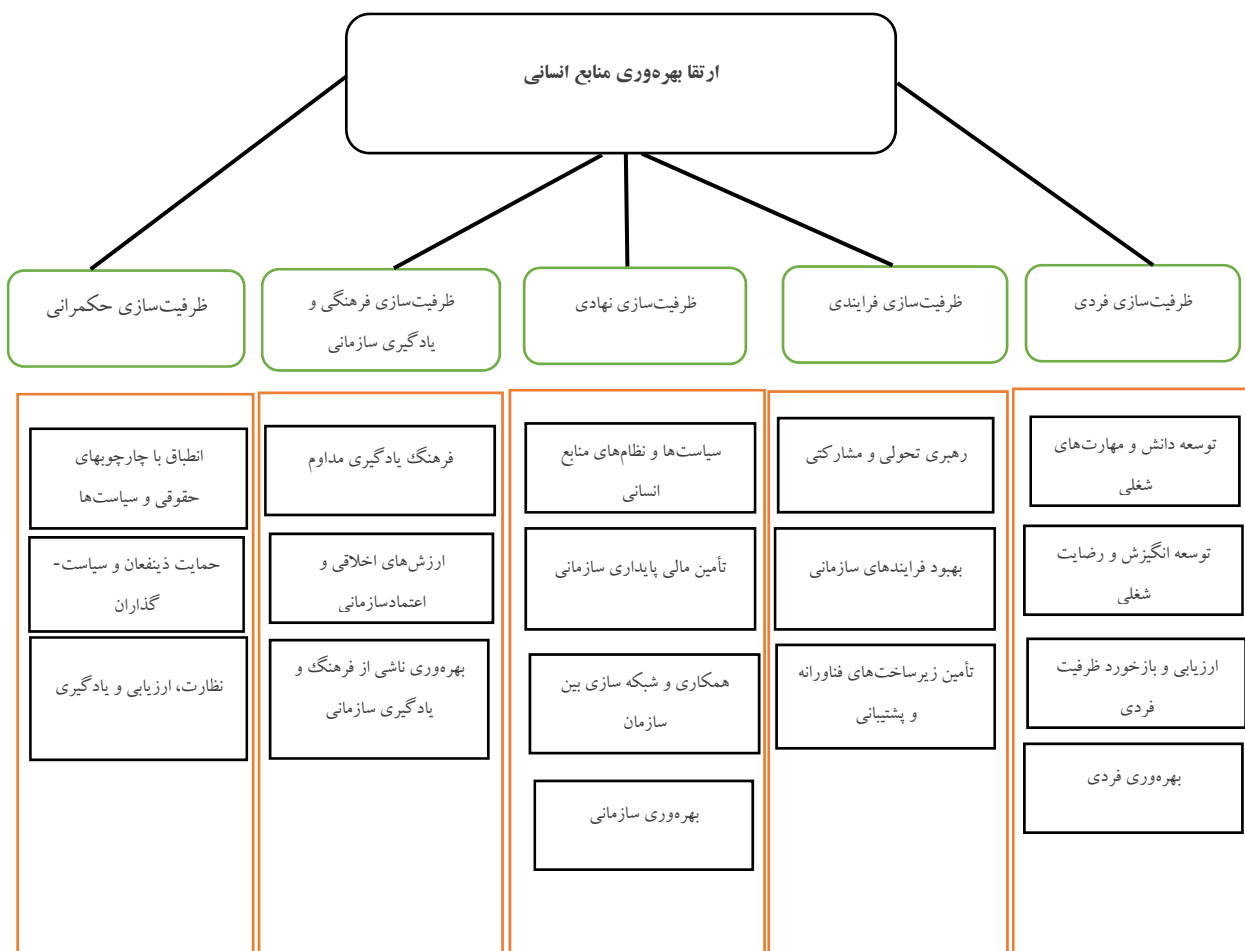 ارتقا بهره‌وری منابع انسانی
ظرفیت‌سازی فردی
ظرفیت‌سازی فرایندی
ظرفیت‌سازی نهادی
ظرفیت‌سازی فرهنگی و
یادگیری سازمانی
ظرفیت‌سازی حکمرانی
توسعه دانش و مهارت‌های
شغلی
توسعه انگیزش و رضایت
شغلی
ارزیابی و بازخورد ظرفیت
فردی
بهره‌وری فردی
رهبری تحولی و مشارکتی
بهبود فرایندهای سازمانی
تأمین زیرساخت‌های فناورانه
و پشتیبانی
سیاست‌ها و نظام‌های منابع
انسانی
تأمین مالی پایداری سازمانی
همکاری و شبکه سازی بین
سازمان
بهره‌وری سازمانی
فرهنگ یادگیری مداوم
ارزش‌های اخلاقی و
اعتمادسازمانی
بهره‌وری ناشی از فرهنگ و
یادگیری سازمانی
انطباق با چارچوبهای
حقوقی و سیاست‌ها
حمایت ذینفعان و سیاست-
گذاران
نظارت، ارزیابی و یادگیری